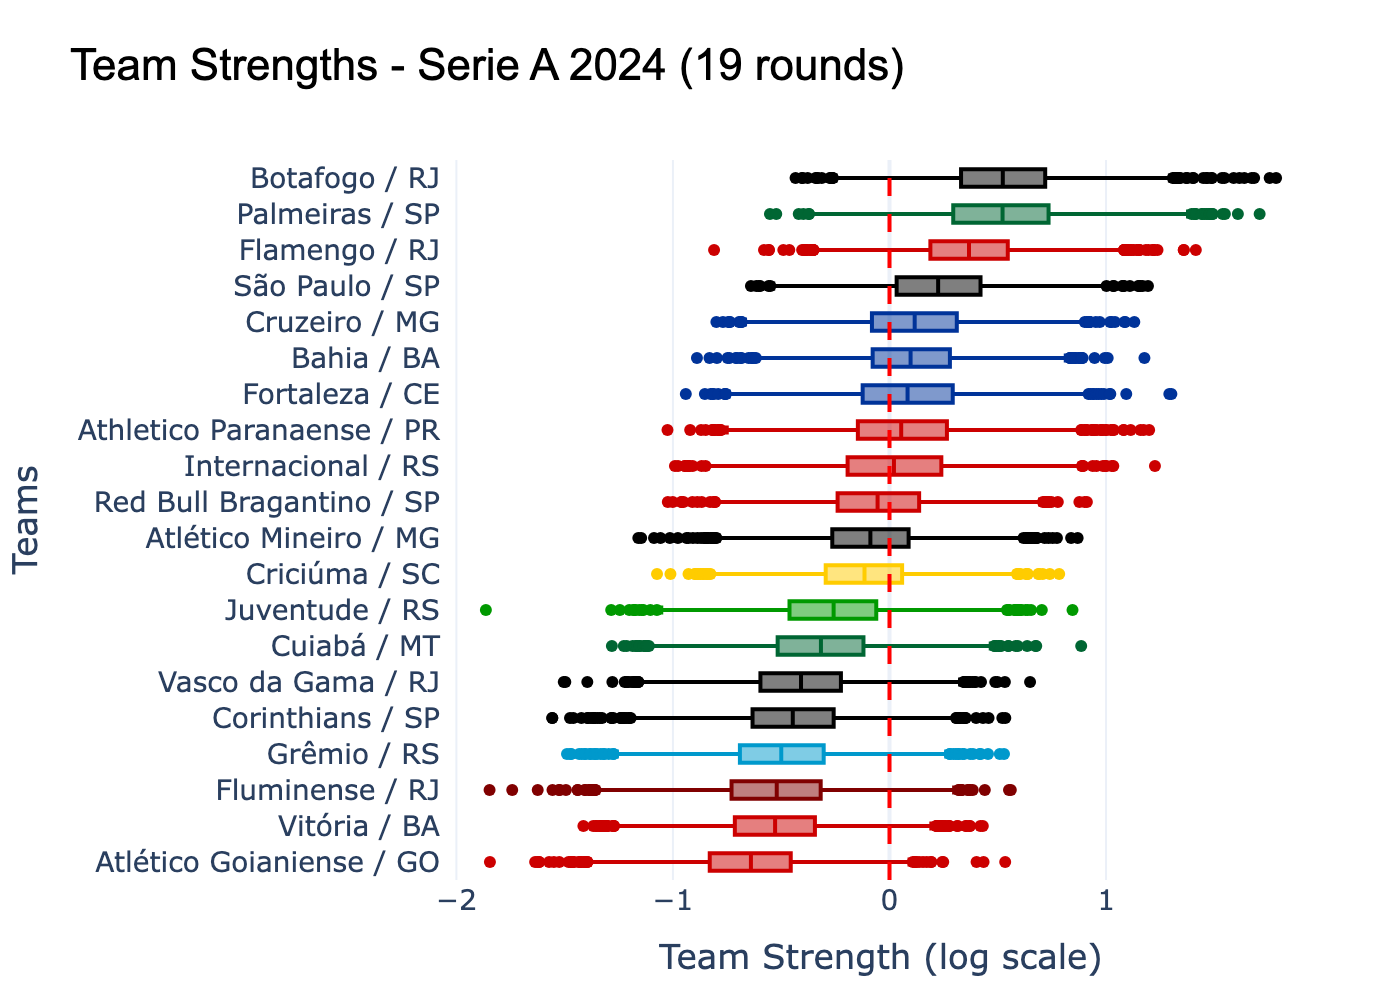 Team Strengths - Serie A 2024 (19 rounds)
Botafogo / RJ
Palmeiras / SP
Flamengo / RJ
São Paulo / SP
Cruzeiro / MG
Bahia / BA
Fortaleza / CE
Athletico Paranaense / PR
Internacional / RS
Red Bull Bragantino / SP
Atlético Mineiro / MG
Criciúma / SC
Juventude / RS
Cuiabá / MT
Vasco da Gama / RJ
Corinthians / SP
Grêmio / RS
Fluminense / RJ
Vitória / BA
Atlético Goianiense / GO
Teams
−2 −1 0 1
Team Strength (log scale)